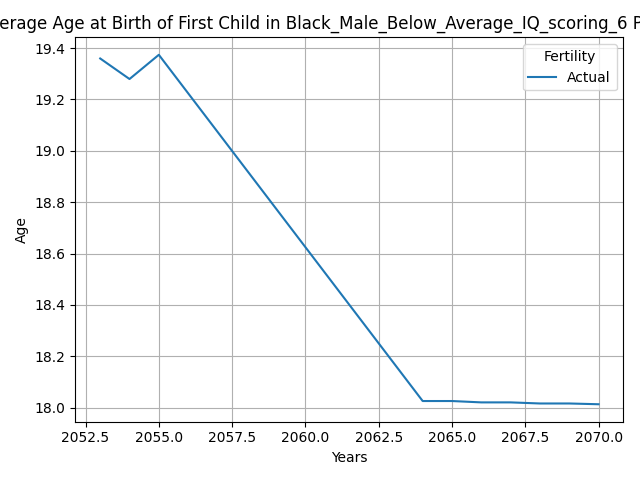 erage Age at Birth of First Child in Black_Male_Below_Average_IQ_scoring_6 P
Fertility
Actual
19.4
19.2
19.0
18.8
18.6
18.4
18.2
18.0
Age
2052.5 2055.0 2057.5 2060.0 2062.5 2065.0 2067.5 2070.0
Years